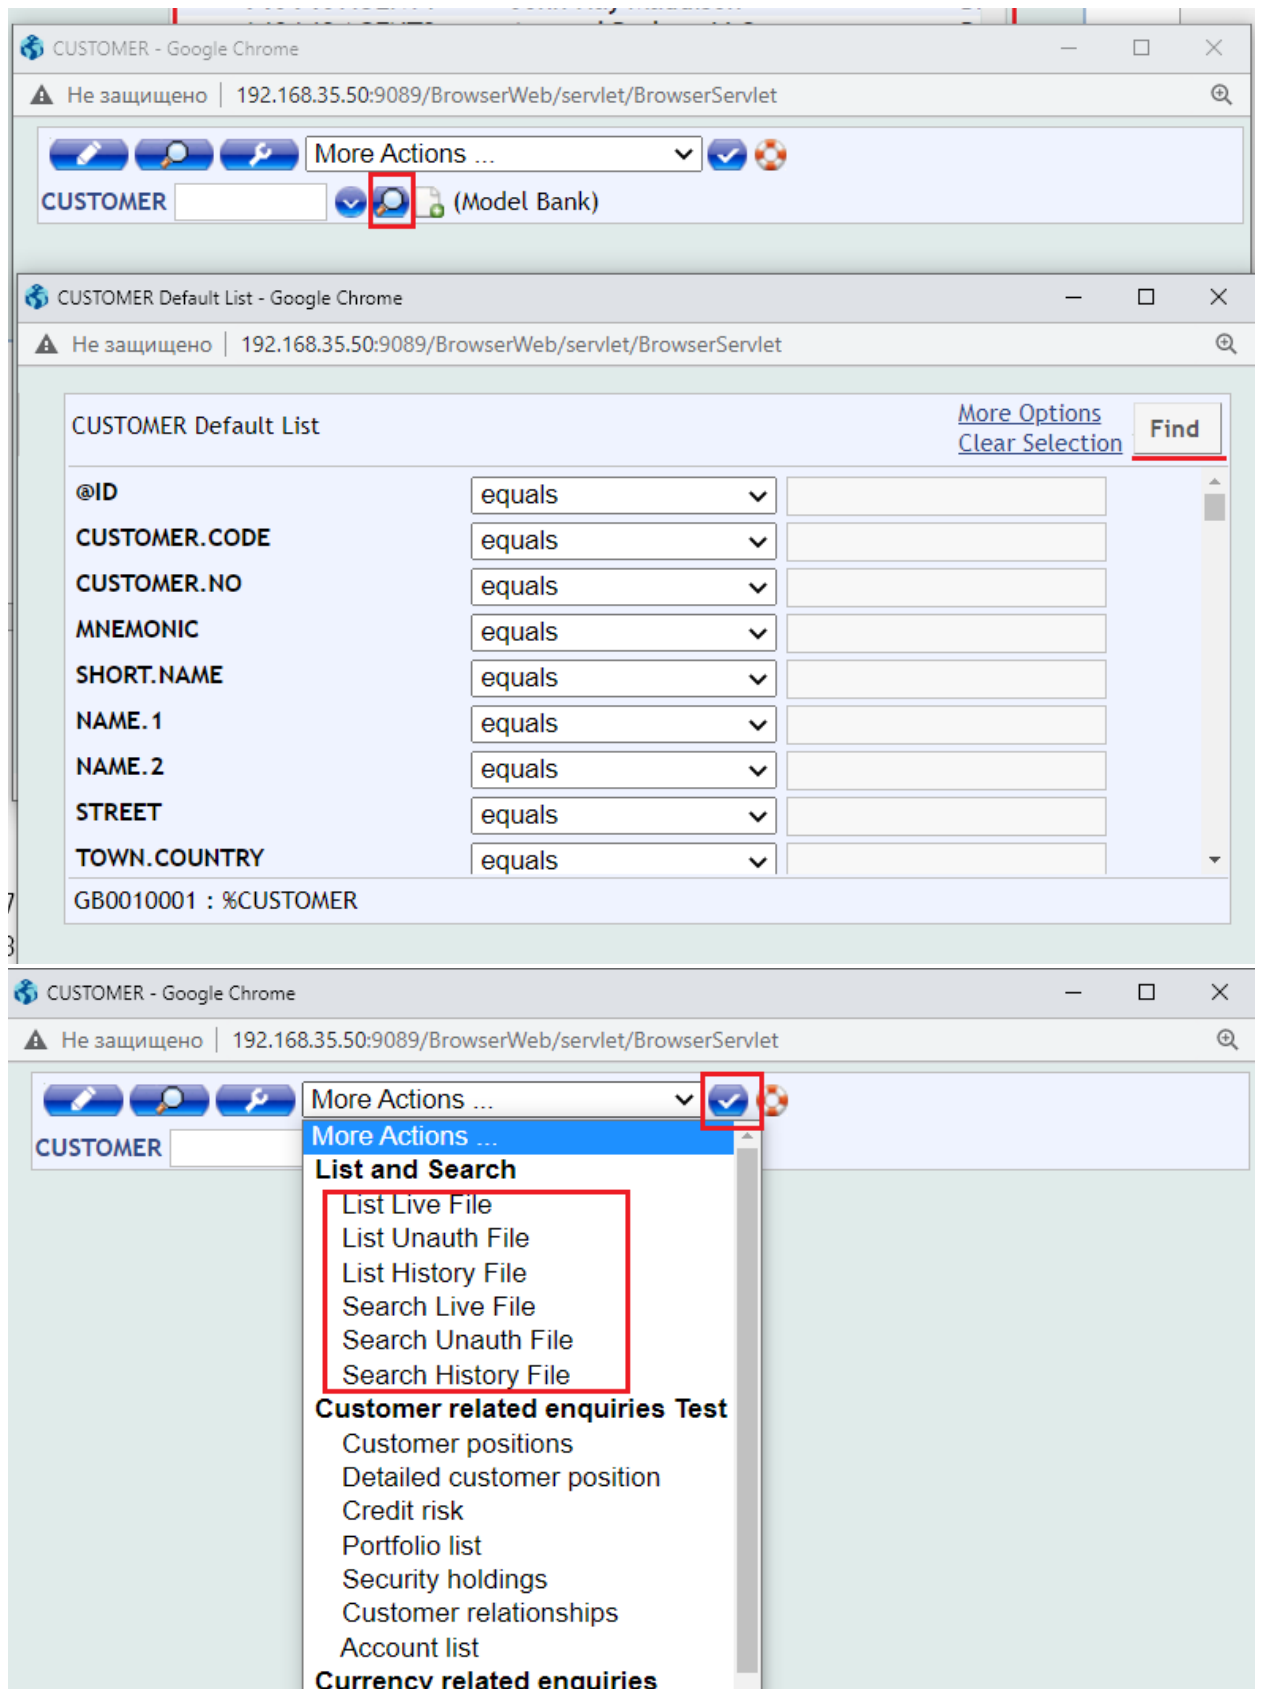 CUSTOMER - Google Chrome
Не защищено | 192.168.35.50:9089/BrowserWeb/servlet/BrowserServlet
More Actions ...
CUSTOMER (Model Bank)
CUSTOMER Default List - Google Chrome
Не защищено | 192.168.35.50:9089/BrowserWeb/servlet/BrowserServlet
CUSTOMER Default List
More Options
Clear Selection
Find
@ID equals
CUSTOMER.CODE equals
CUSTOMER.NO equals
MNEMONIC equals
SHORT.NAME equals
NAME.1 equals
NAME.2 equals
STREET equals
TOWN.COUNTRY equals
GB0010001 : %CUSTOMER
CUSTOMER - Google Chrome
Не защищено | 192.168.35.50:9089/BrowserWeb/servlet/BrowserServlet
More Actions ...
CUSTOMER
More Actions ...
List and Search
List Live File
List Unauth File
List History File
Search Live File
Search Unauth File
Search History File
Customer related enquiries Test
Customer positions
Detailed customer position
Credit risk
Portfolio list
Security holdings
Customer relationships
Account list
Currency related enquiries